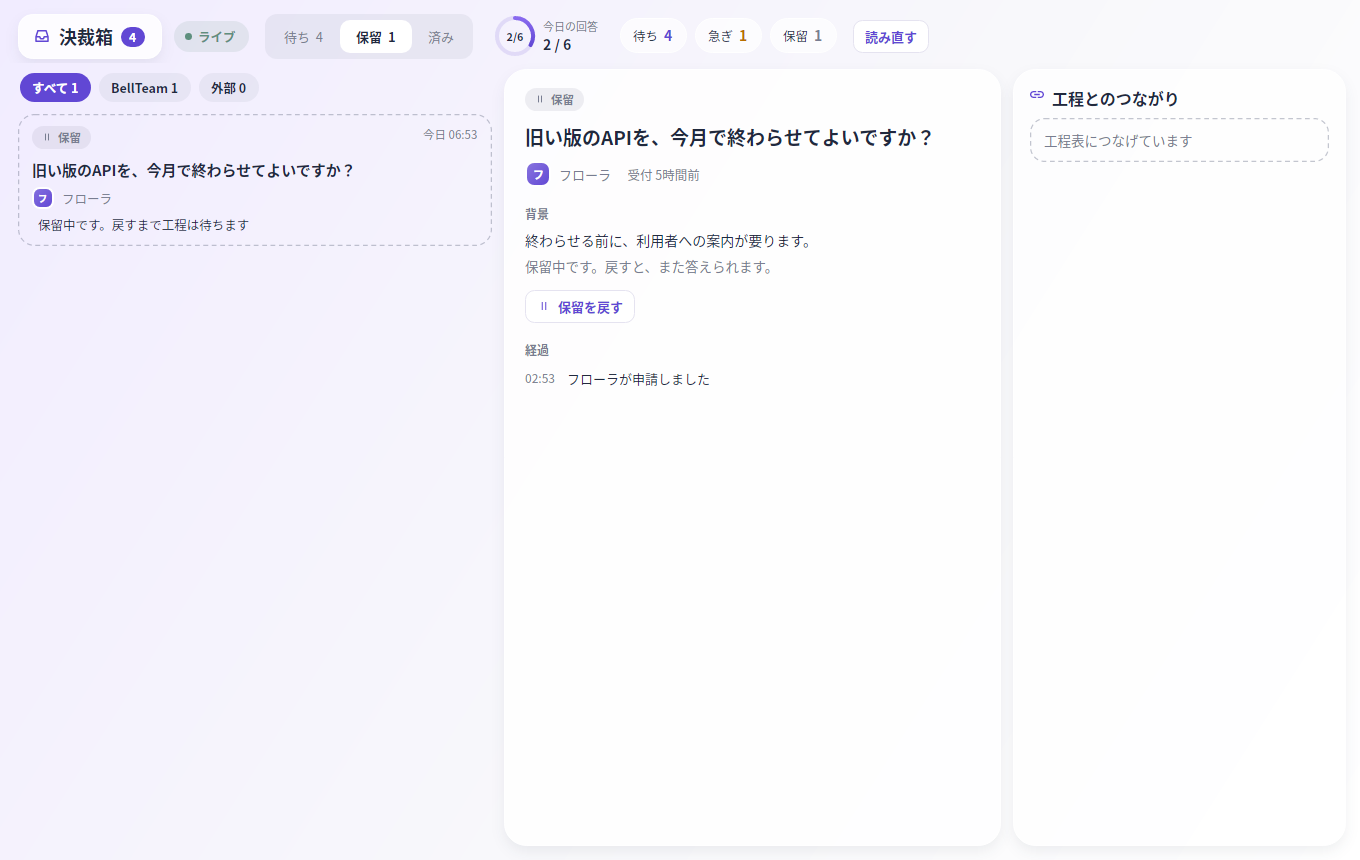 決裁箱 4
ライブ
待ち 4
保留 1
済み
2/6
今日の回答
2 / 6
待ち 4
急ぎ 1
保留 1
読み直す
すべて 1
BellTeam 1
外部 0
保留
今日 06:53
旧い版のAPIを、今月で終わらせてよいですか？
フ
フローラ
保留中です。戻すまで工程は待ちます
保留
旧い版のAPIを、今月で終わらせてよいですか？
フ
フローラ
受付 5時間前
背景
終わらせる前に、利用者への案内が要ります。
保留中です。戻すと、また答えられます。
保留を戻す
経過
02:53 フローラが申請しました
工程とのつながり
工程表につなげています